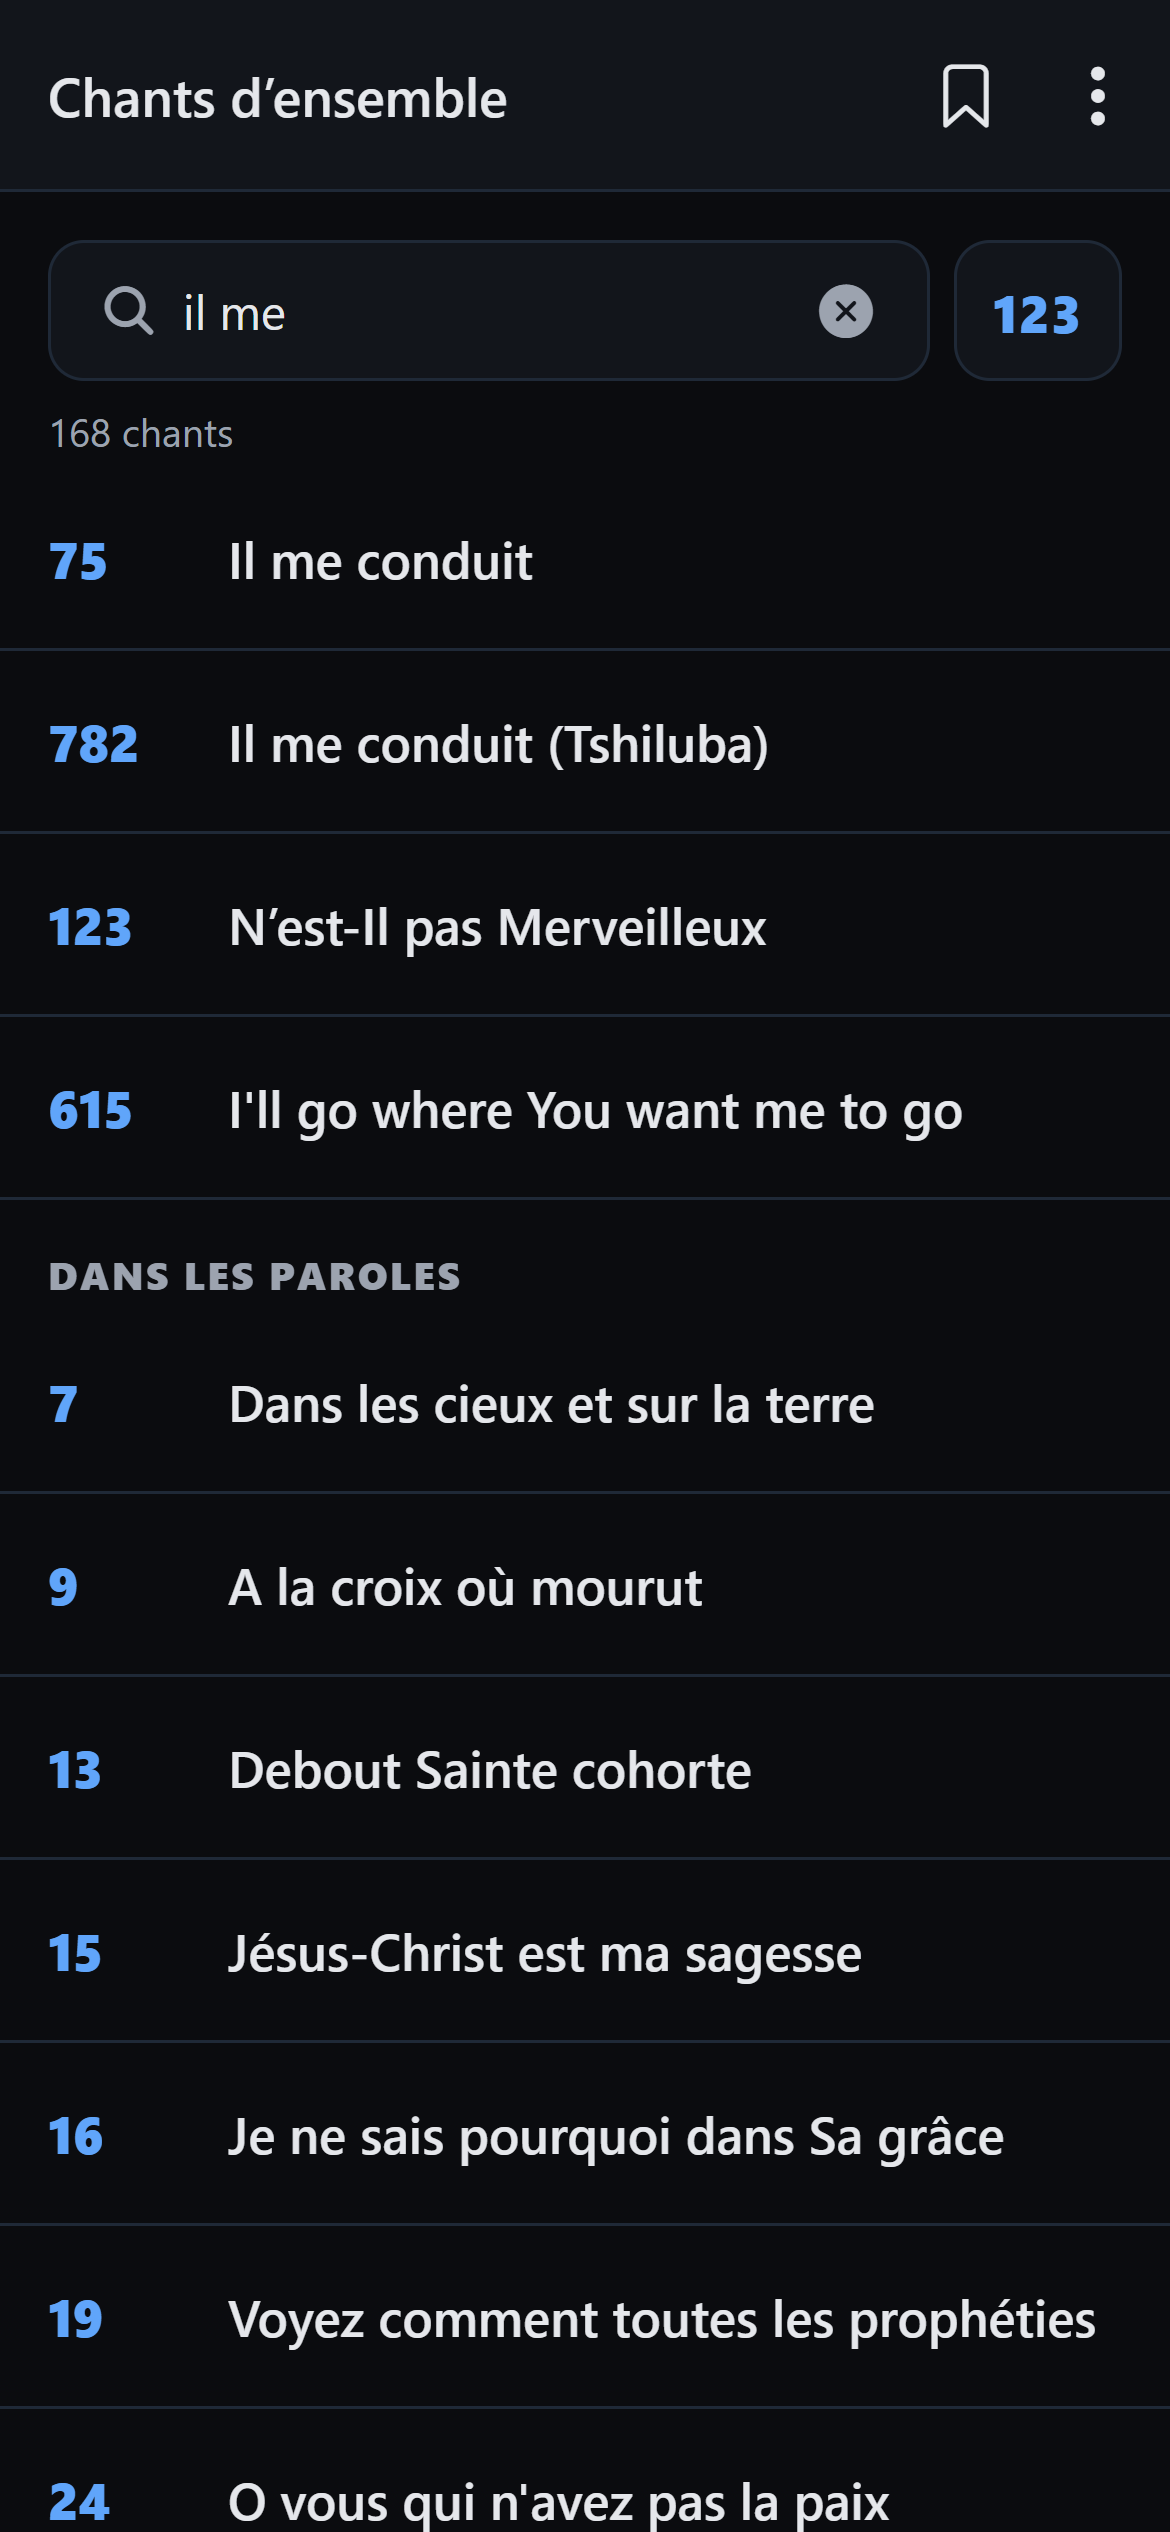 Chants d’ensemble
il me
123
168 chants
75 Il me conduit
782 Il me conduit (Tshiluba)
123 N’est-Il pas Merveilleux
615 I'll go where You want me to go
DANS LES PAROLES
7 Dans les cieux et sur la terre
9 A la croix où mourut
13 Debout Sainte cohorte
15 Jésus-Christ est ma sagesse
16 Je ne sais pourquoi dans Sa grâce
19 Voyez comment toutes les prophéties
24 O vous qui n'avez pas la paix